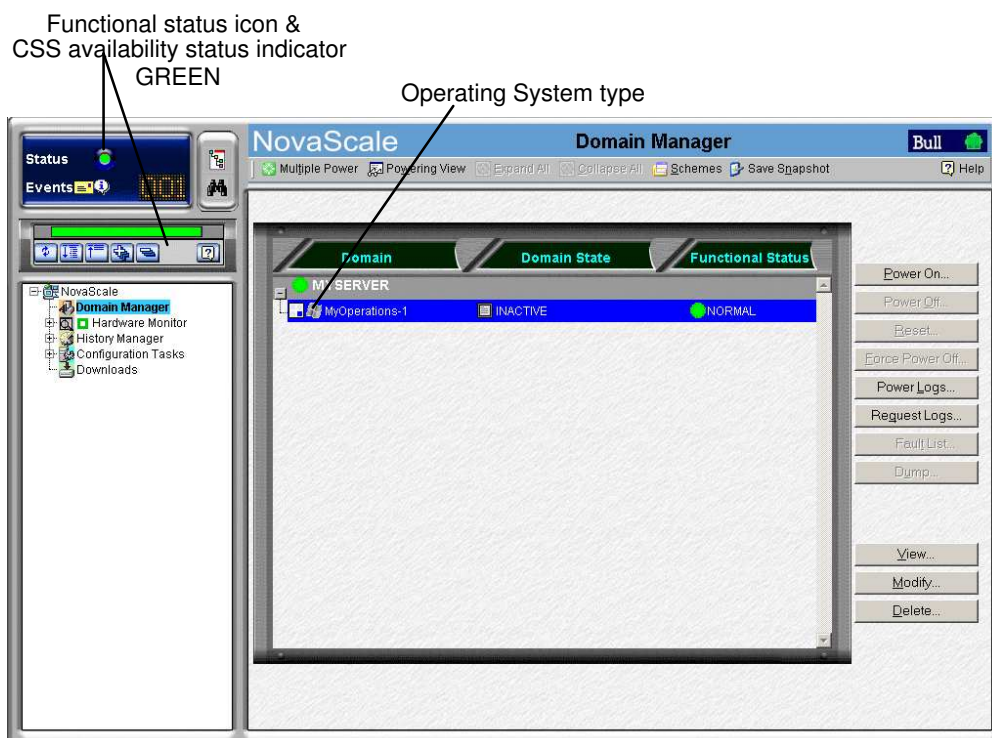 Functional status icon &
CSS availability status indicator
GREEN
Operating System type
NovaScale
Domain Manager
Bull
Status
Events
001
Multiple Power
Powering View
Expand All
Collapse All
Schemes
Save Snapshot
Help
Domain
Domain State
Functional Status
MY SERVER
MyOperations-1
INACTIVE
NORMAL
NovaScale
Domain Manager
Hardware Monitor
History Manager
Configuration Tasks
Downloads
Power On...
Power Off...
Reset...
Force Power Off...
Power Logs...
Request Logs...
Fault List...
Dump...
View...
Modify...
Delete...